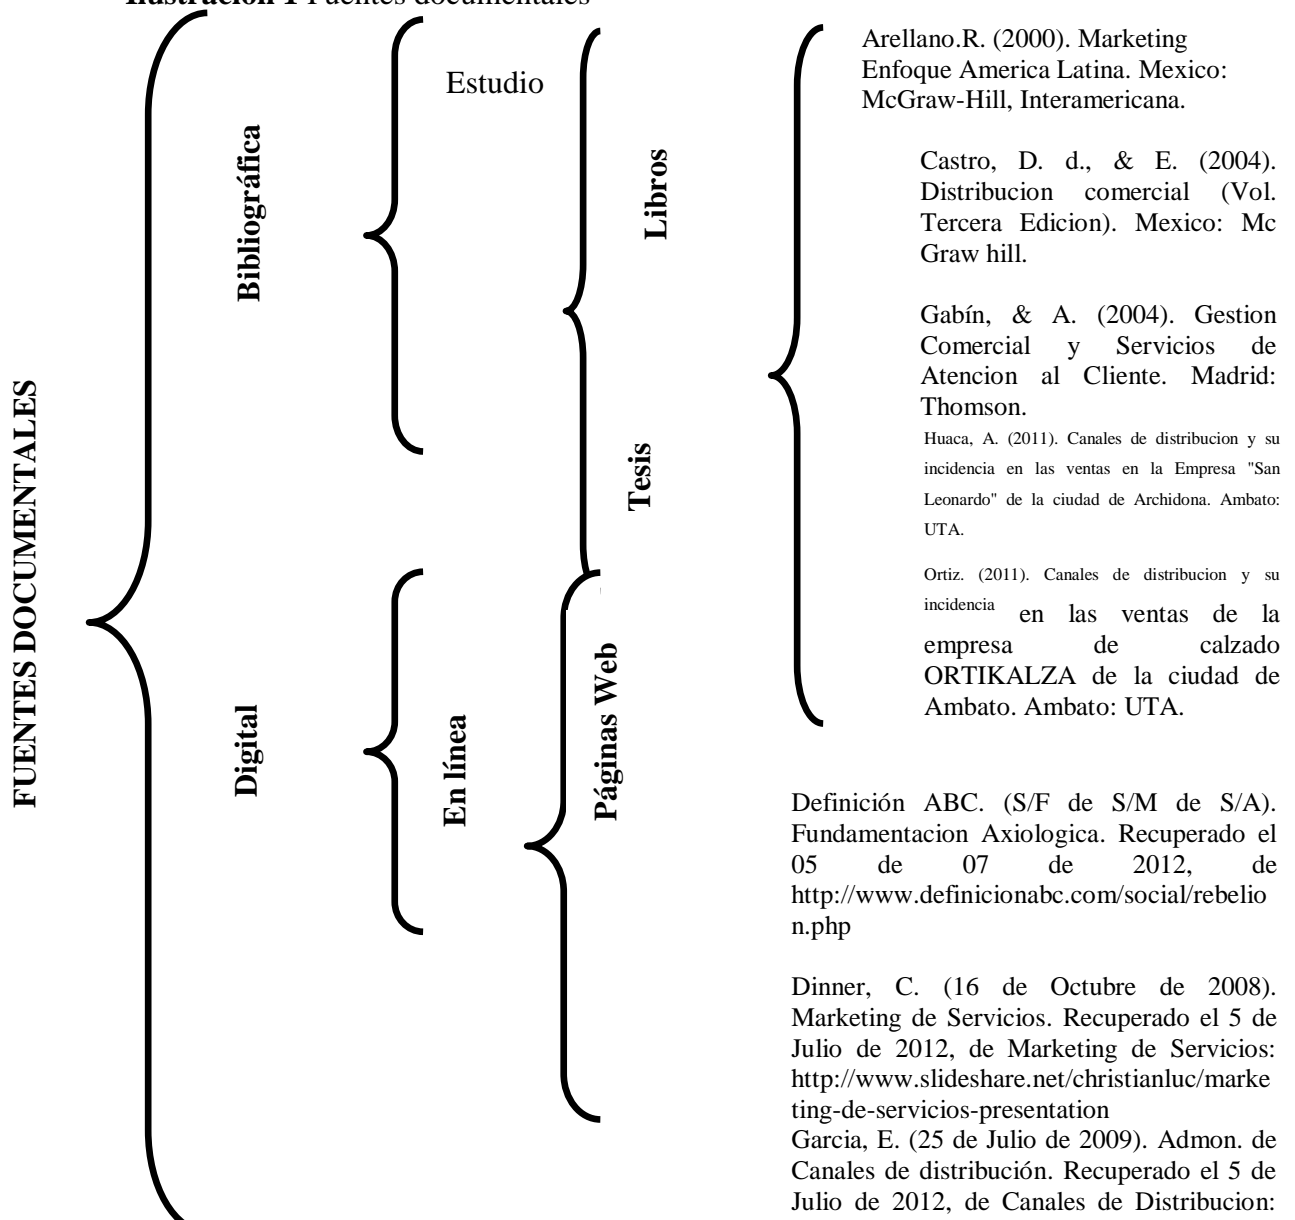 Ilustración 1 Fuentes documentales
FUENTES DOCUMENTALES
Bibliográfica
Estudio
Libros
Tesis
Arellano.R. (2000). Marketing
Enfoque America Latina. Mexico:
McGraw-Hill, Interamericana.
Castro, D. d., & E. (2004).
Distribucion comercial (Vol.
Tercera Edicion). Mexico: Mc
Graw hill.
Gabín, & A. (2004). Gestion
Comercial y Servicios de
Atencion al Cliente. Madrid:
Thomson.
Huaca, A. (2011). Canales de distribucion y su
incidencia en las ventas en la Empresa "San
Leonardo" de la ciudad de Archidona. Ambato:
UTA.
Ortiz. (2011). Canales de distribucion y su
incidencia en las ventas de la
empresa de calzado
ORTIKALZA de la ciudad de
Ambato. Ambato: UTA.
Digital
En línea
Páginas Web
Definición ABC. (S/F de S/M de S/A).
Fundamentacion Axiologica. Recuperado el
05 de 07 de 2012, de
http://www.definicionabc.com/social/rebelio
n.php
Dinner, C. (16 de Octubre de 2008).
Marketing de Servicios. Recuperado el 5 de
Julio de 2012, de Marketing de Servicios:
http://www.slideshare.net/christianluc/marke
ting-de-servicios-presentation
Garcia, E. (25 de Julio de 2009). Admon. de
Canales de distribución. Recuperado el 5 de
Julio de 2012, de Canales de Distribucion: